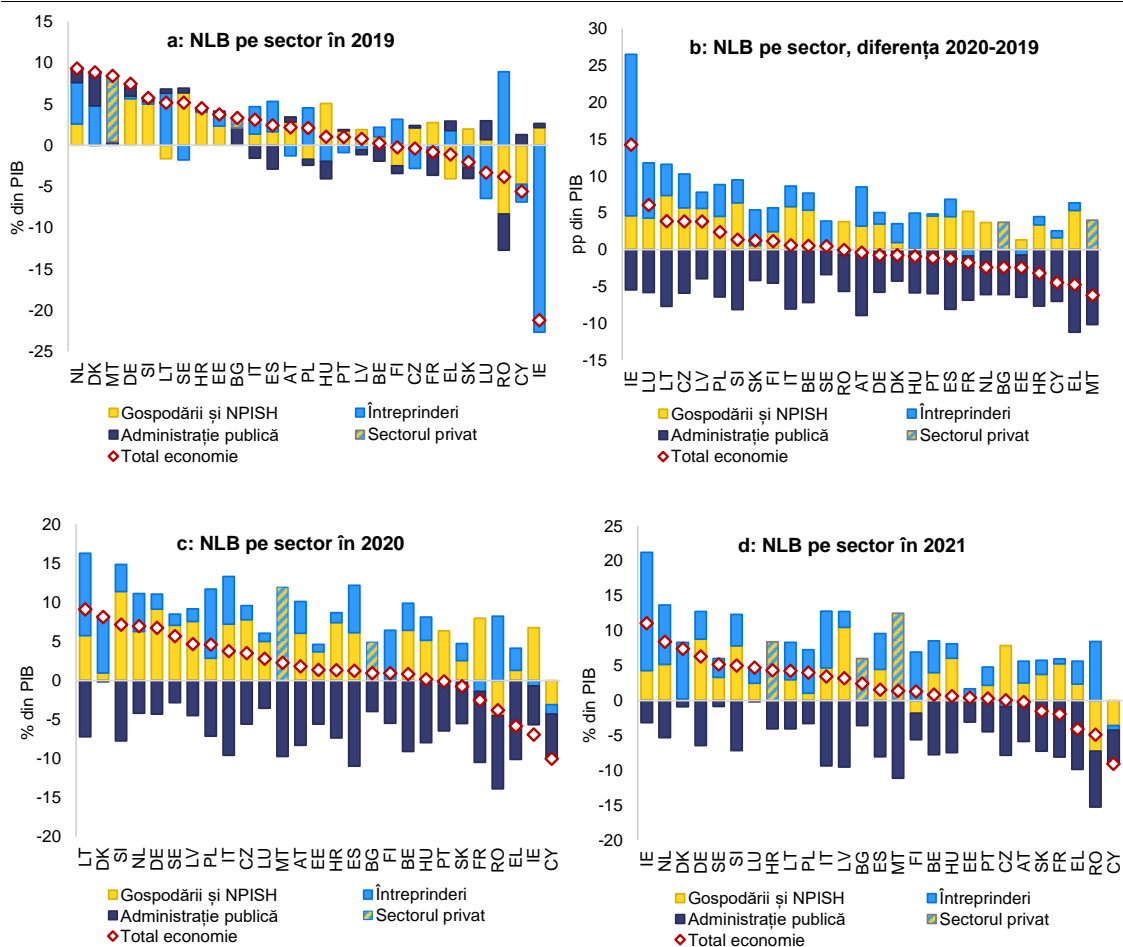 a: NLB pe sector în 2019
% din PIB
15
10
5
0
-5
-10
-15
-20
-25
NL DK MT DE SI LT SE HR EE BG IT ES AT PL HU PT LV BE FI CZ FR EL SK LU RO CY IE
Gospodării și NPISH
Întreprinderi
Administrație publică
Sectorul privat
Total economie
b: NLB pe sector, diferența 2020-2019
pp din PIB
30
25
20
15
10
5
0
-5
-10
-15
IE LU LT CZ LV PL SI SK FI IT BE SE RO AT DE DK HU PT ES FR NL BG EE HR CY EL MT
Gospodării și NPISH
Întreprinderi
Administrație publică
Sectorul privat
Total economie
c: NLB pe sector în 2020
% din PIB
20
15
10
5
0
-5
-10
-15
-20
LT DK SI NL DE SE LV PL IT CZ LU MT AT EE HR ES BG FI BE HU PT SK FR RO EL IE CY
Gospodării și NPISH
Întreprinderi
Administrație publică
Sectorul privat
Total economie
d: NLB pe sector în 2021
% din PIB
25
20
15
10
5
0
-5
-10
-15
-20
IE NL DK DE SE SI LU HR LT PL IT LV BG ES MT FI BE HU EE PT CZ AT SK FR EL RO CY
Gospodării și NPISH
Întreprinderi
Administrație publică
Sectorul privat
Total economie